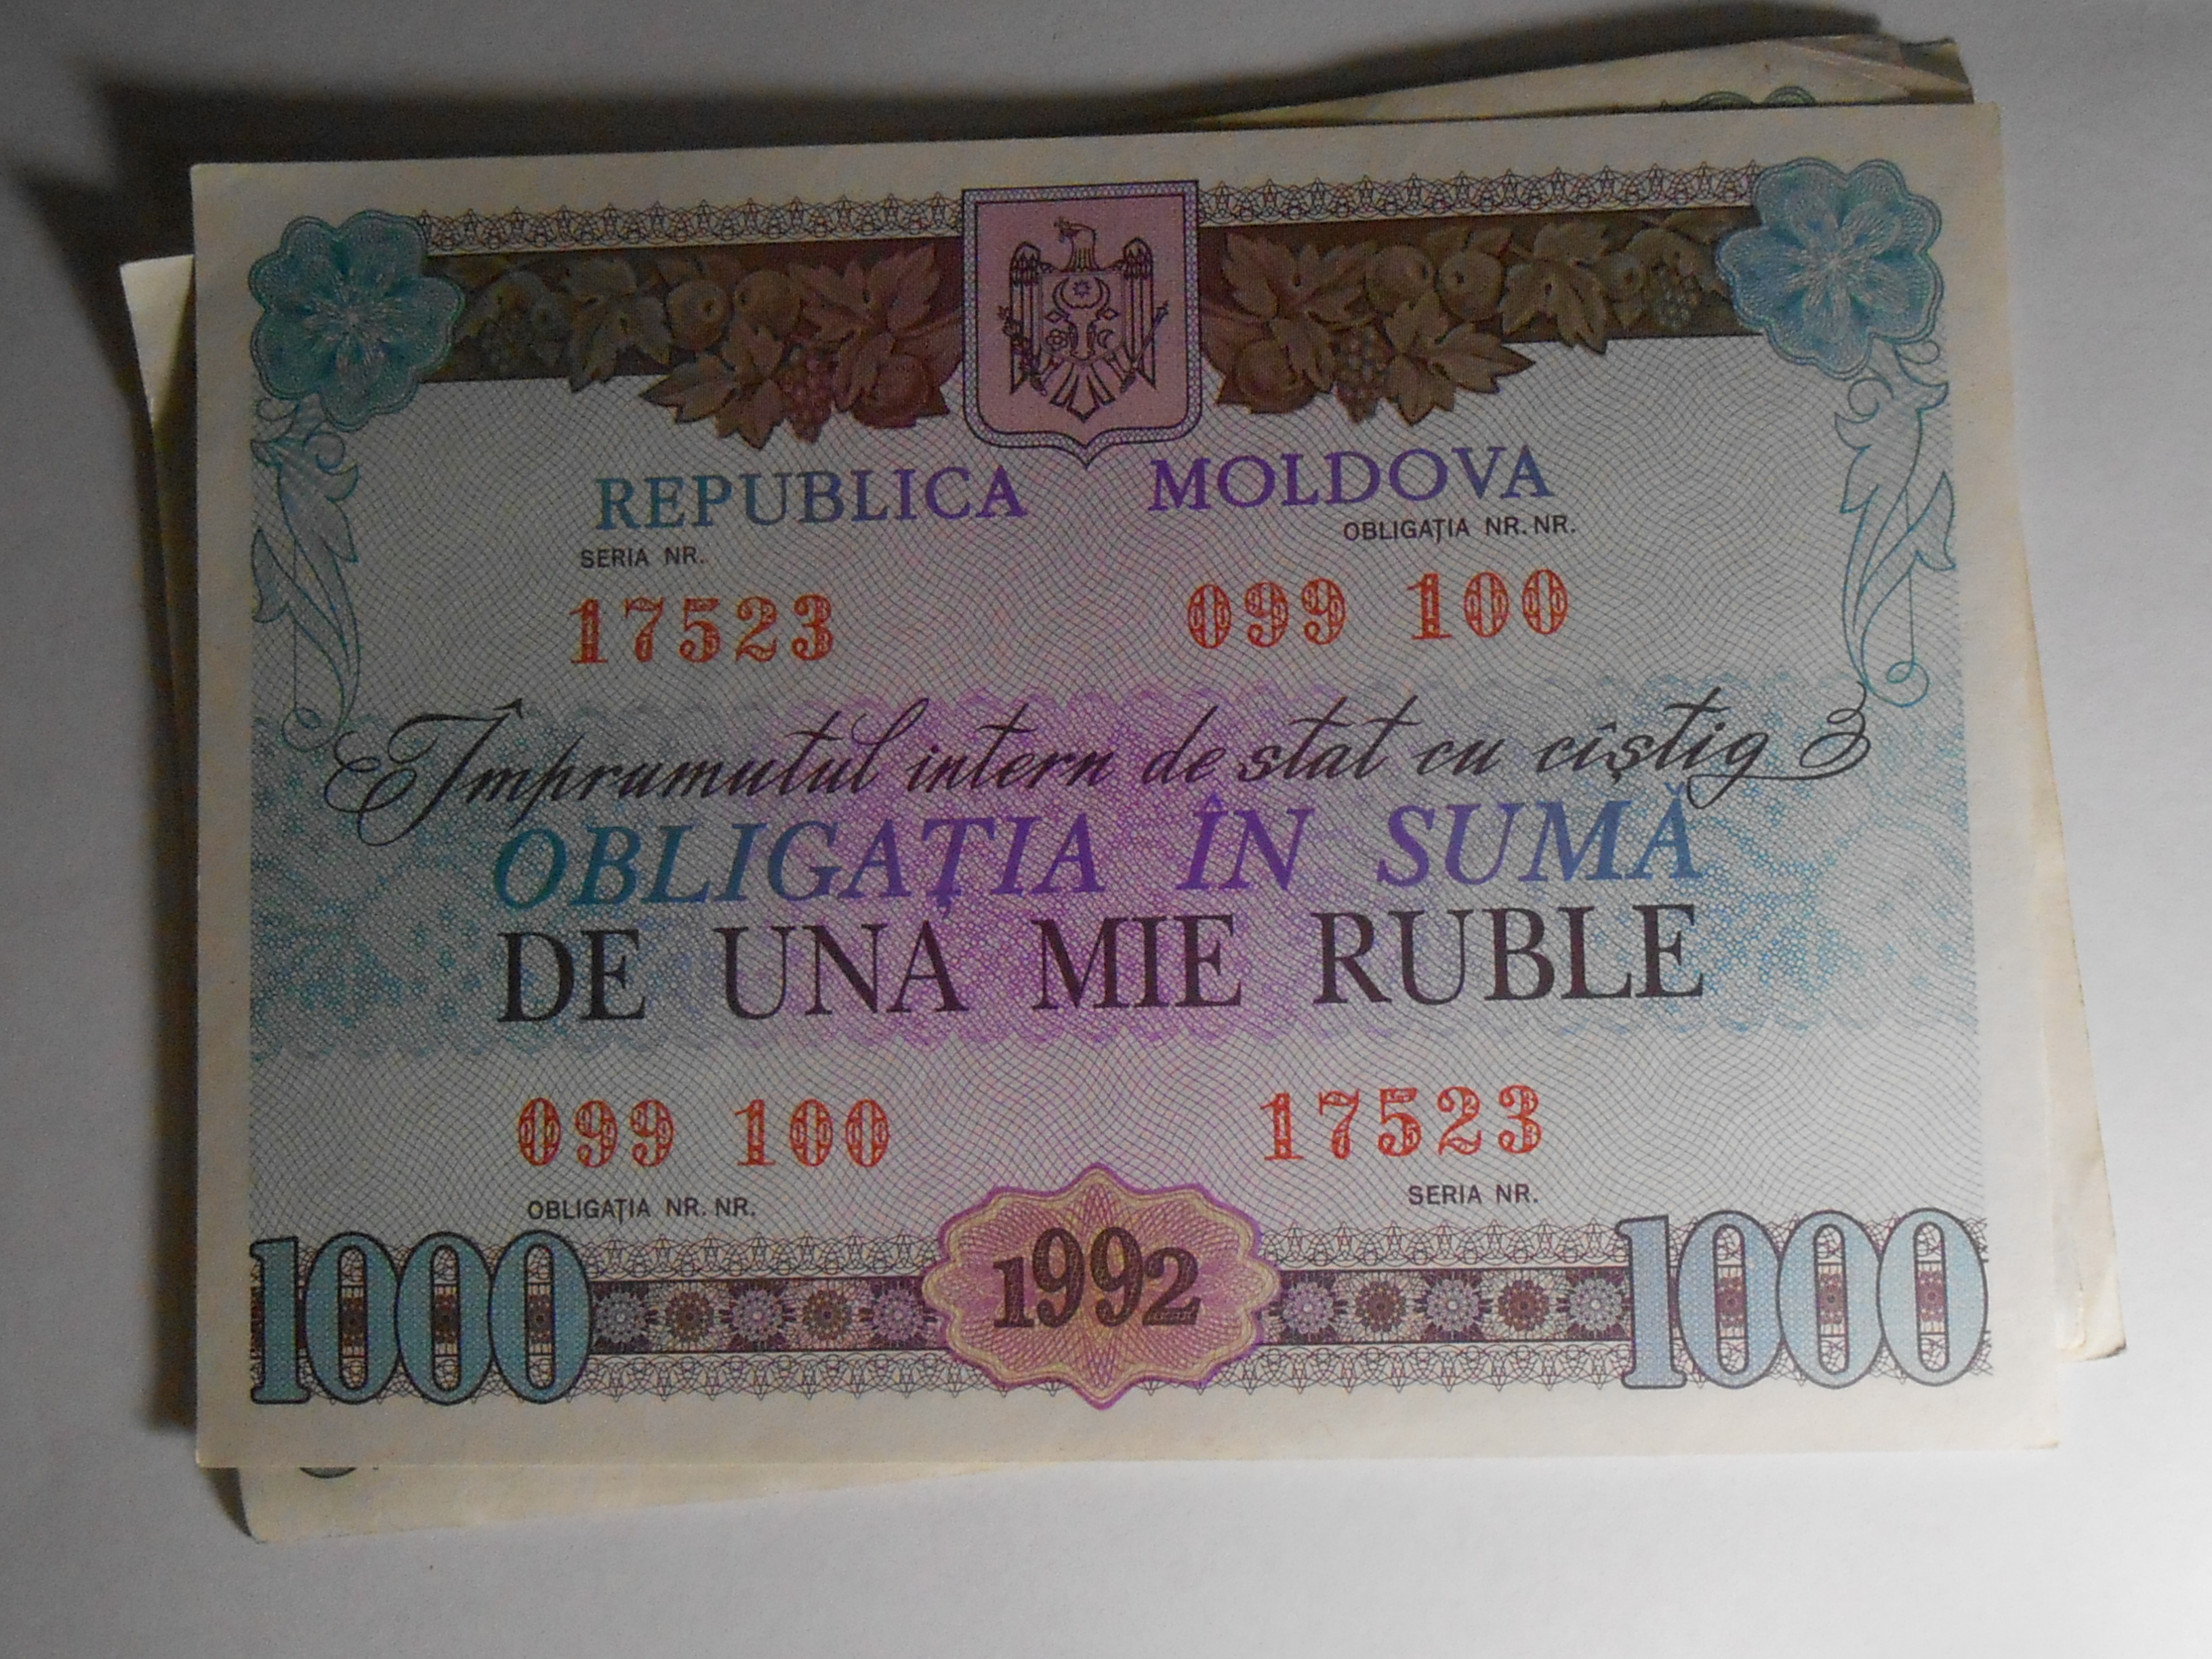 REPUBLICA MOLDOVA
OBLIGAȚIA NR. NR.
SERIA NR.
17523 099 100
Împrumutul intern de stat cu cîștig
OBLIGAȚIA ÎN SUMĂ
DE UNA MIE RUBLE
099 100 17523
OBLIGAȚIA NR. NR. SERIA NR.
1000 1992 1000